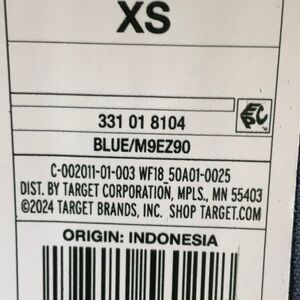 XS
EPC
331 01 8104
BLUE/M9EZ90
C-002011-01-003 WF18_50A01-0025
DIST. BY TARGET CORPORATION, MPLS., MN 55403
©2024 TARGET BRANDS, INC. SHOP TARGET.COM
ORIGIN: INDONESIA